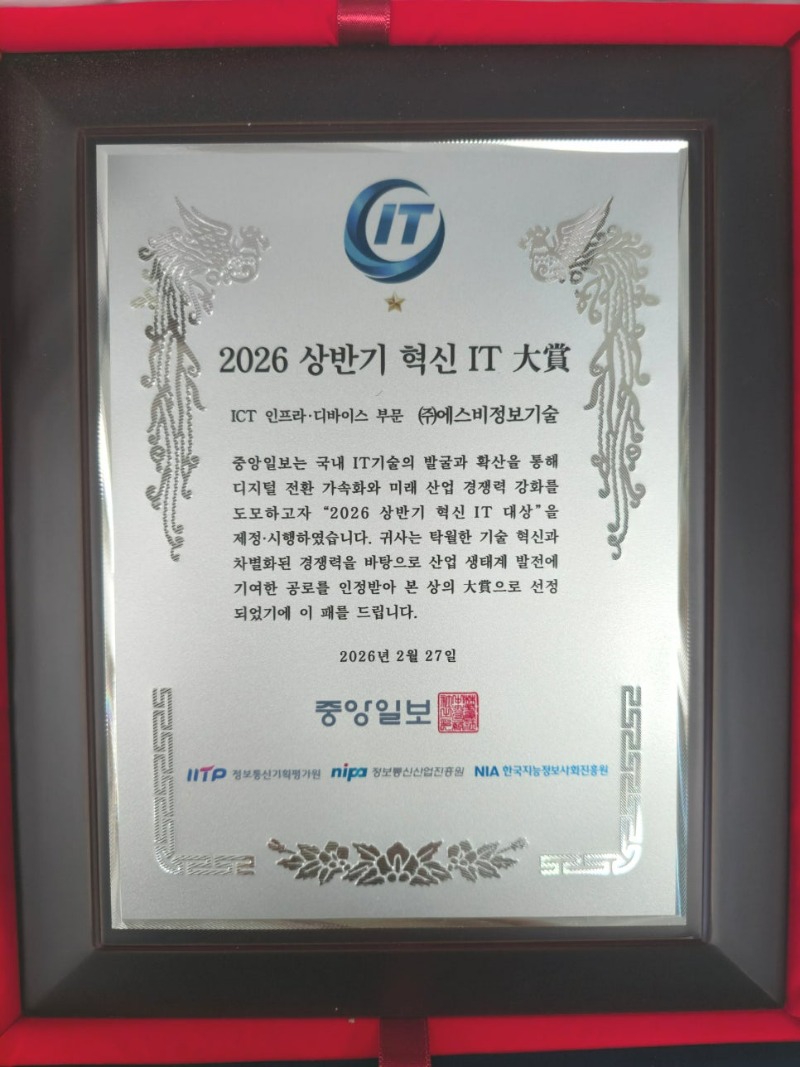 IT
2026 상반기 혁신 IT 大賞
ICT 인프라·디바이스 부문 ㈜에스비정보기술
중앙일보는 국내 IT기술의 발굴과 확산을 통해
디지털 전환 가속화와 미래 산업 경쟁력 강화를
도모하고자 “2026 상반기 혁신 IT 대상”을
제정·시행하였습니다. 귀사는 탁월한 기술 혁신과
차별화된 경쟁력을 바탕으로 산업 생태계 발전에
기여한 공로를 인정받아 본 상의 大賞으로 선정
되었기에 이 패를 드립니다.
2026년 2월 27일
중앙일보
IITP 정보통신기획평가원 nipa 정보통신산업진흥원 NIA 한국지능정보사회진흥원